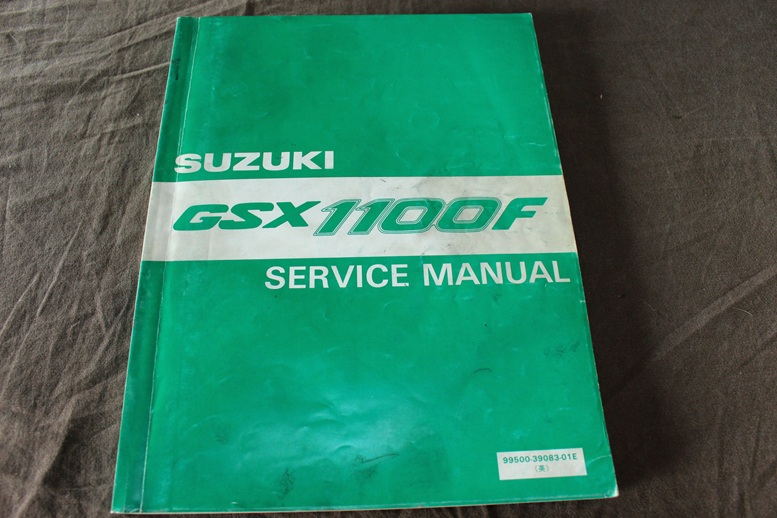 SUZUKI
GSX1100F
SERVICE MANUAL
99500-39083-01E
(英)